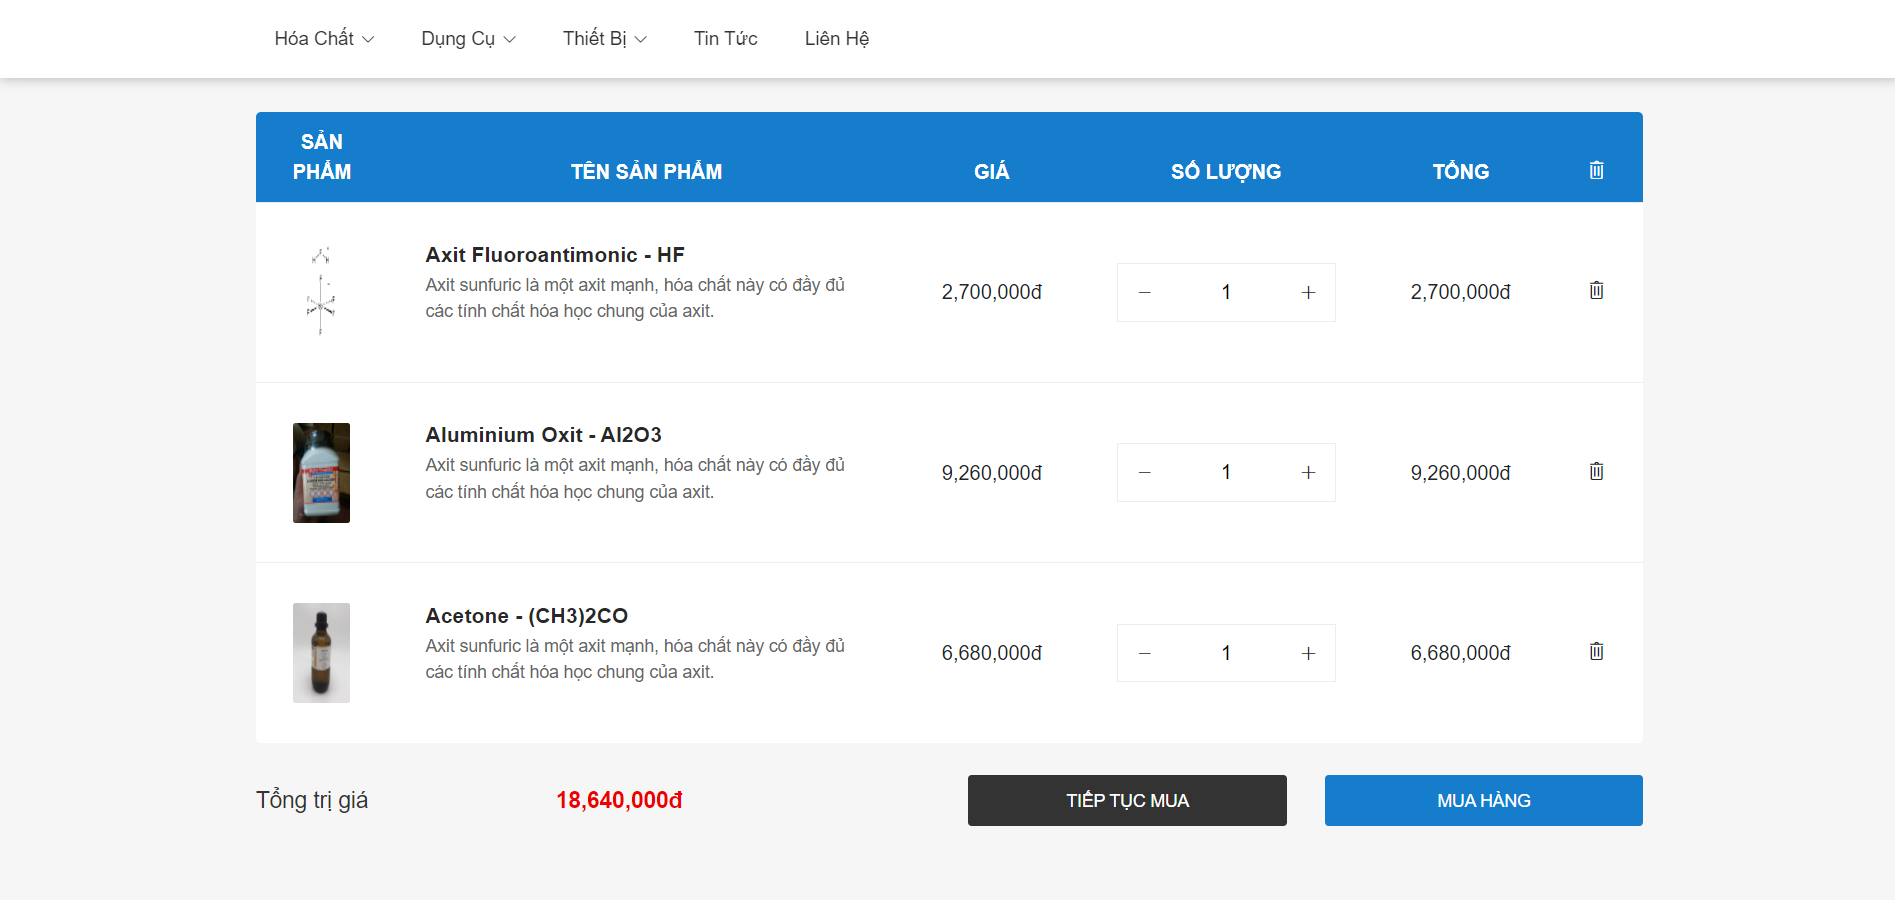 Hóa Chất
Dụng Cụ
Thiết Bị
Tin Tức
Liên Hệ
SẢN PHẨM
TÊN SẢN PHẨM
GIÁ
SỐ LƯỢNG
TỔNG
Axit Fluoroantimonic - HF
Axit sunfuric là một axit mạnh, hóa chất này có đầy đủ
các tính chất hóa học chung của axit.
2,700,000đ
1
2,700,000đ
Aluminium Oxit - Al2O3
Axit sunfuric là một axit mạnh, hóa chất này có đầy đủ
các tính chất hóa học chung của axit.
9,260,000đ
1
9,260,000đ
Acetone - (CH3)2CO
Axit sunfuric là một axit mạnh, hóa chất này có đầy đủ
các tính chất hóa học chung của axit.
6,680,000đ
1
6,680,000đ
Tổng trị giá
18,640,000đ
TIẾP TỤC MUA
MUA HÀNG